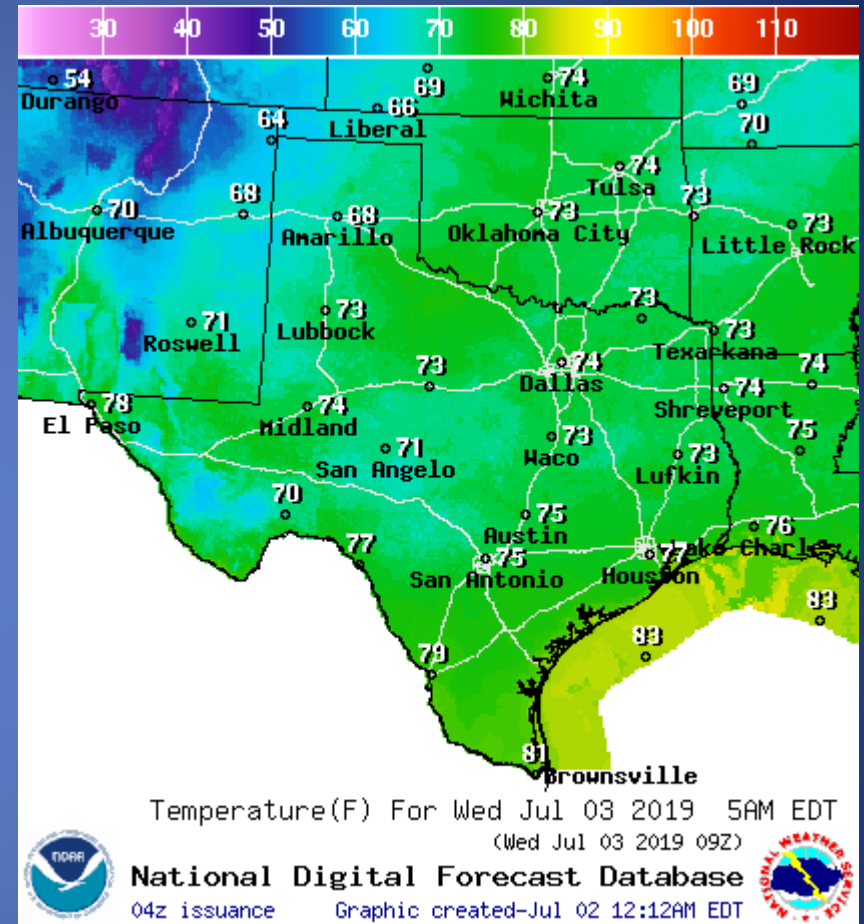 30 40 50 60 70 80 90 100 110
54
Durango
69
74
Wichita
69
66
Liberal
64
70
74
Tulsa
70
Albuquerque
68
68
Amarillo
73
Oklahoma City
73
73
Little Rock
71
Roswell
73
Lubbock
73
73
Texarkana
73
74
Dallas
74
Shreveport
74
78
El Paso
74
Midland
71
San Angelo
73
Waco
73
Lufkin
75
70
75
Austin
76
Lake Charles
77
75
San Antonio
77
Houston
79
83
83
81
Brownsville
Temperature(F) For Wed Jul 03 2019 5AM EDT
(Wed Jul 03 2019 09Z)
National Digital Forecast Database
04z issuance Graphic created-Jul 02 12:12AM EDT
NOAA
NATIONAL WEATHER SERVICE